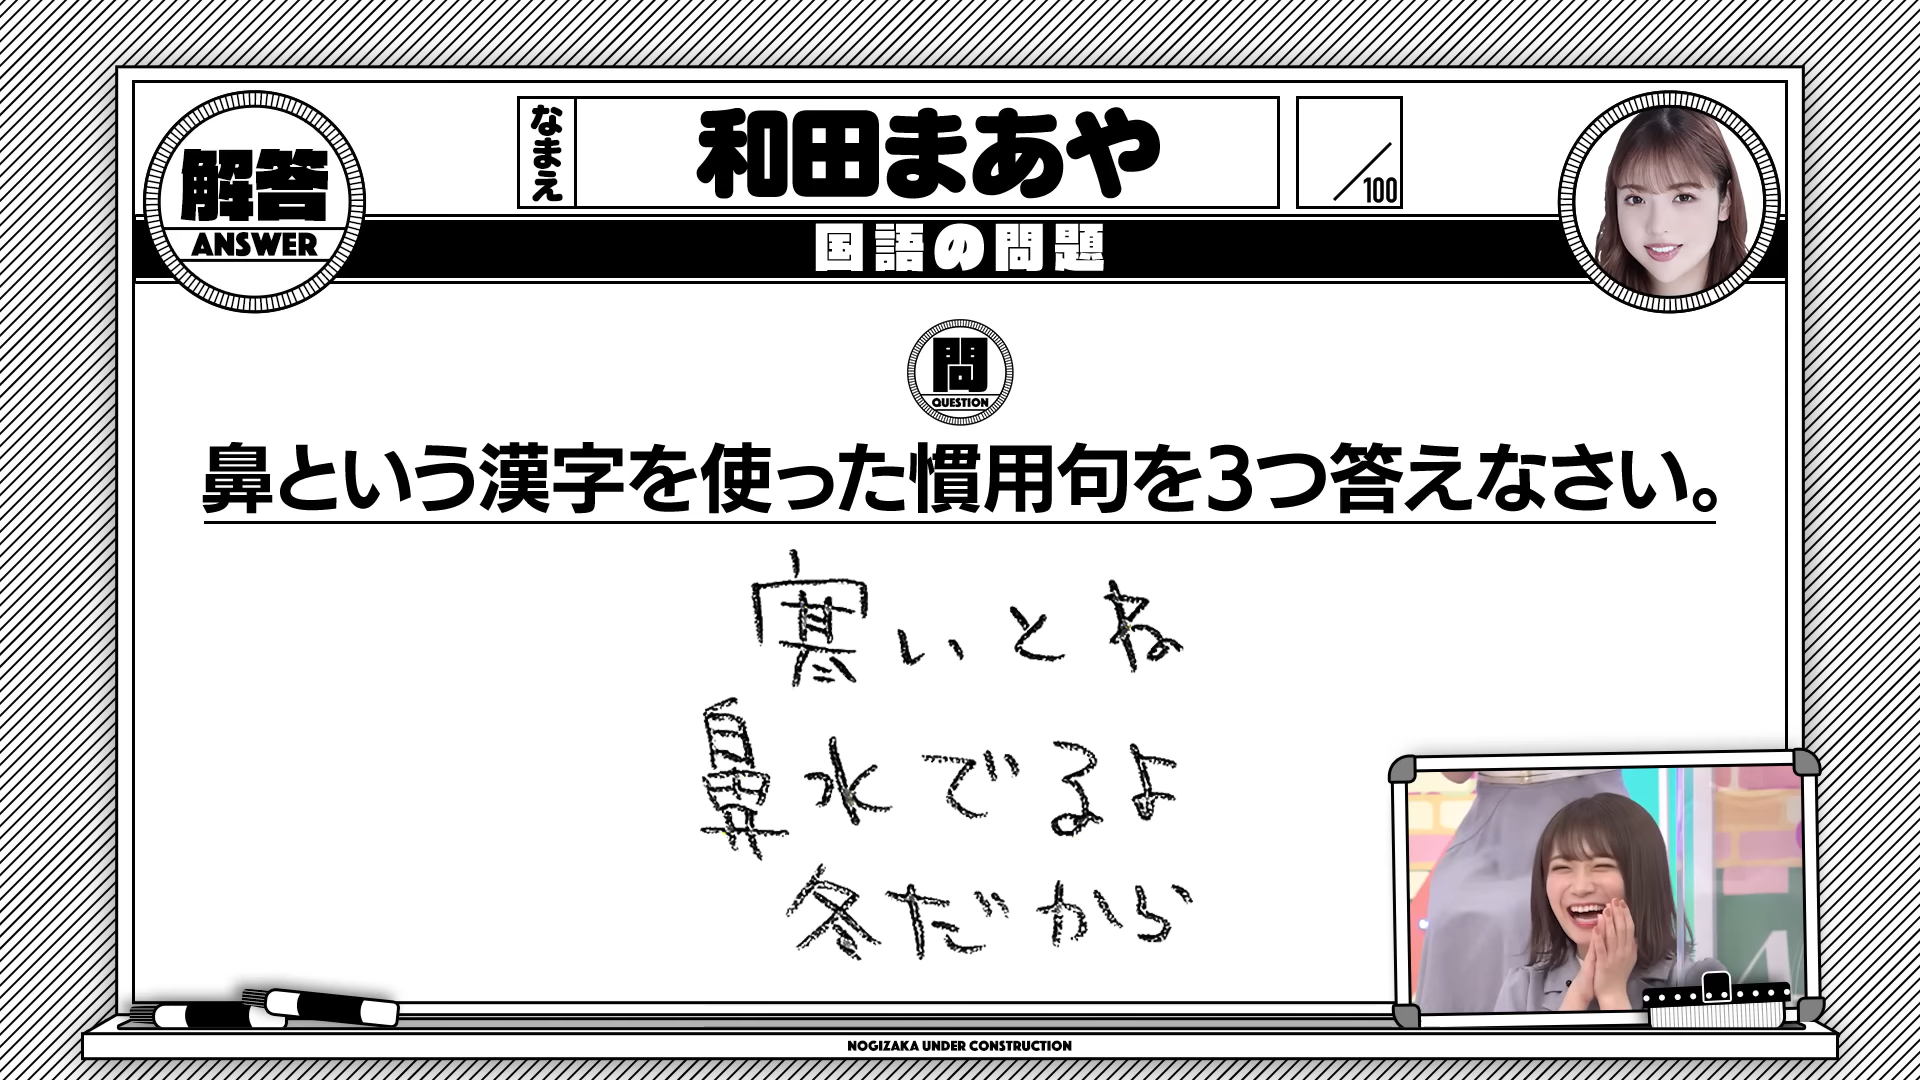 解答
ANSWER
なまえ
和田まあや
/100
国語の問題
問
QUESTION
鼻という漢字を使った慣用句を3つ答えなさい。
寒いとね
鼻水でるよ
冬だから
NOGIZAKA UNDER CONSTRUCTION